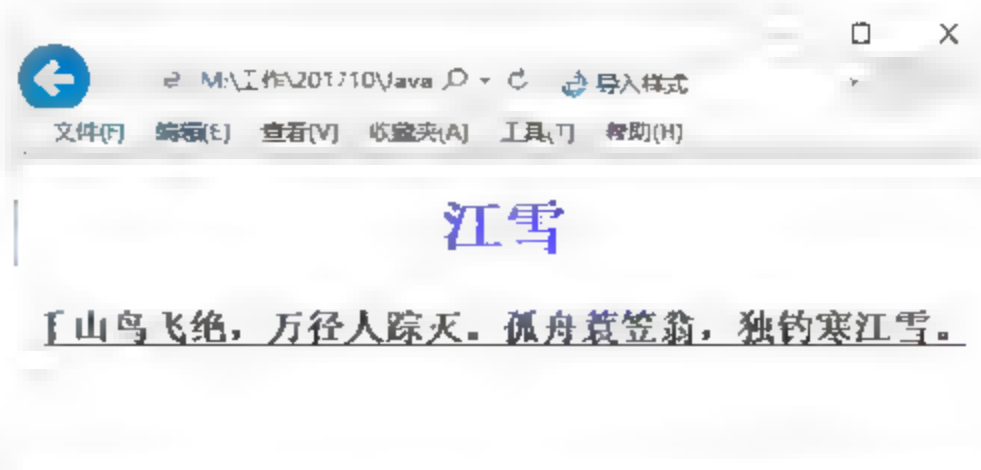 M:\工作\201710\Java 导入样式
文件(F) 编辑(E) 查看(V) 收藏夹(A) 工具(T) 帮助(H)
江雪
千山鸟飞绝，万径人踪灭。孤舟蓑笠翁，独钓寒江雪。